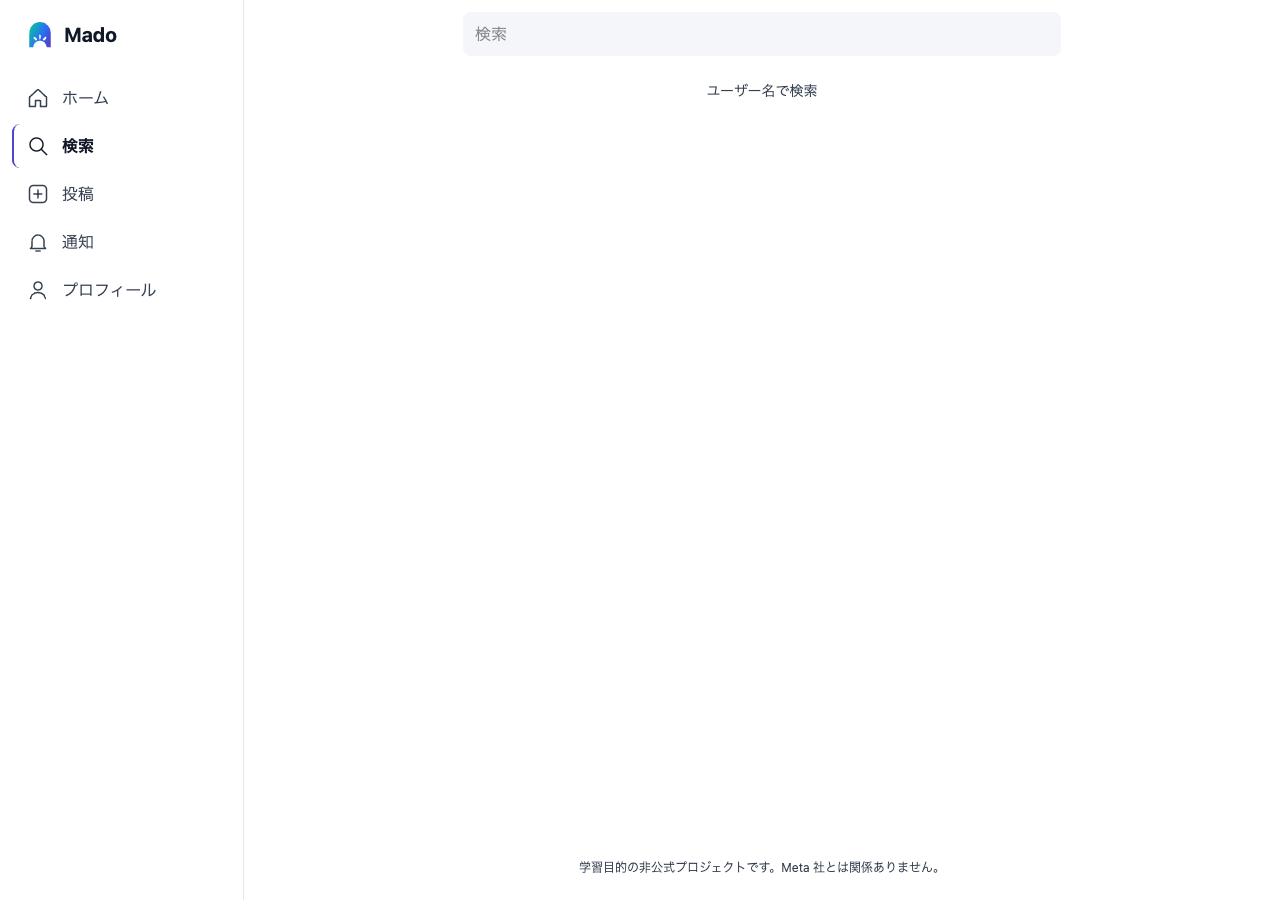 Mado
ホーム
検索
投稿
通知
プロフィール
検索
ユーザー名で検索
学習目的の非公式プロジェクトです。Meta 社とは関係ありません。